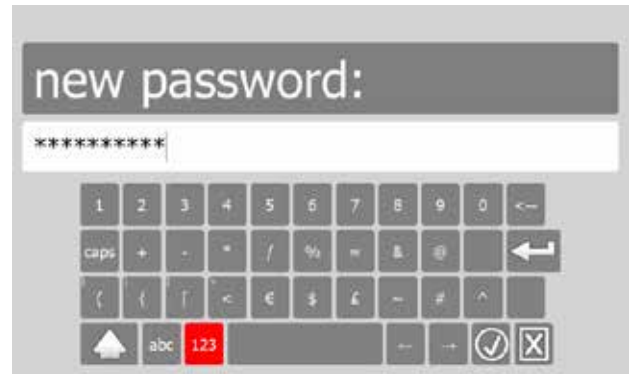 new password:
**********
1 2 3 4 5 6 7 8 9 0 <--
caps + - * / % = & @
( { [ < € $ £ ~ # ^
abc 123 ← →